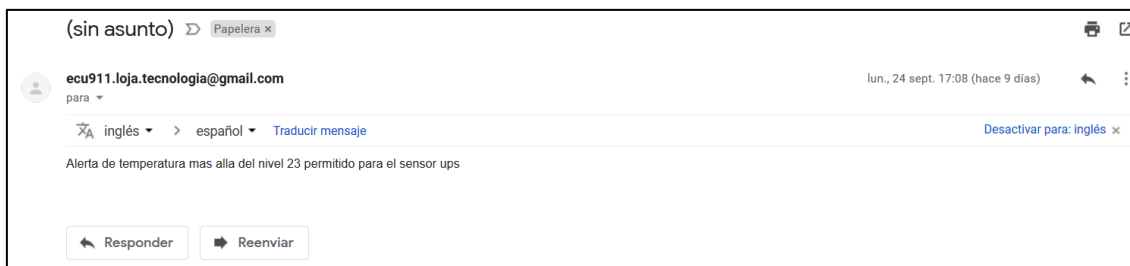 (sin asunto) Papelera ×
ecu911.loja.tecnologia@gmail.com lun., 24 sept. 17:08 (hace 9 días)
para
inglés > español Traducir mensaje Desactivar para: inglés ×
Alerta de temperatura mas alla del nivel 23 permitido para el sensor ups
Responder Reenviar